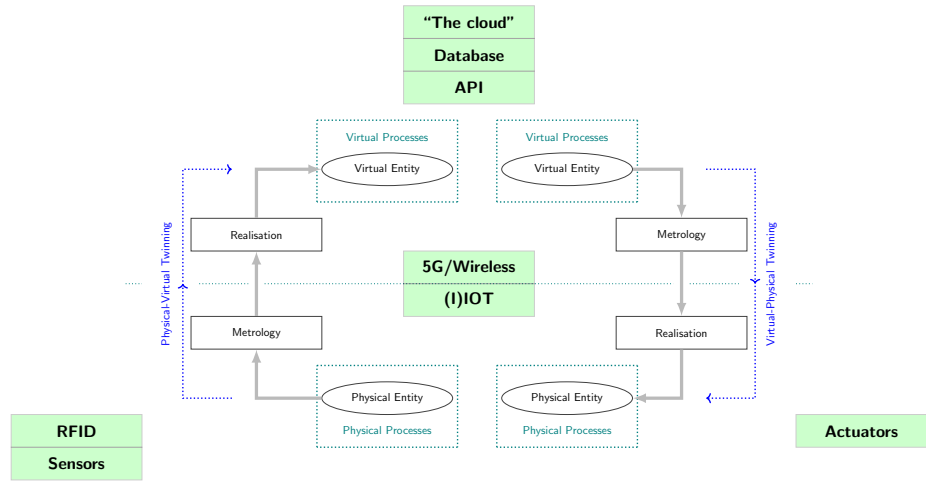 “The cloud”
Database
API
Virtual Processes
Virtual Entity
Virtual Processes
Virtual Entity
Realisation
Metrology
Physical-Virtual Twinning
Virtual-Physical Twinning
5G/Wireless
(I)IOT
Metrology
Realisation
Physical Entity
Physical Processes
Physical Entity
Physical Processes
RFID
Sensors
Actuators